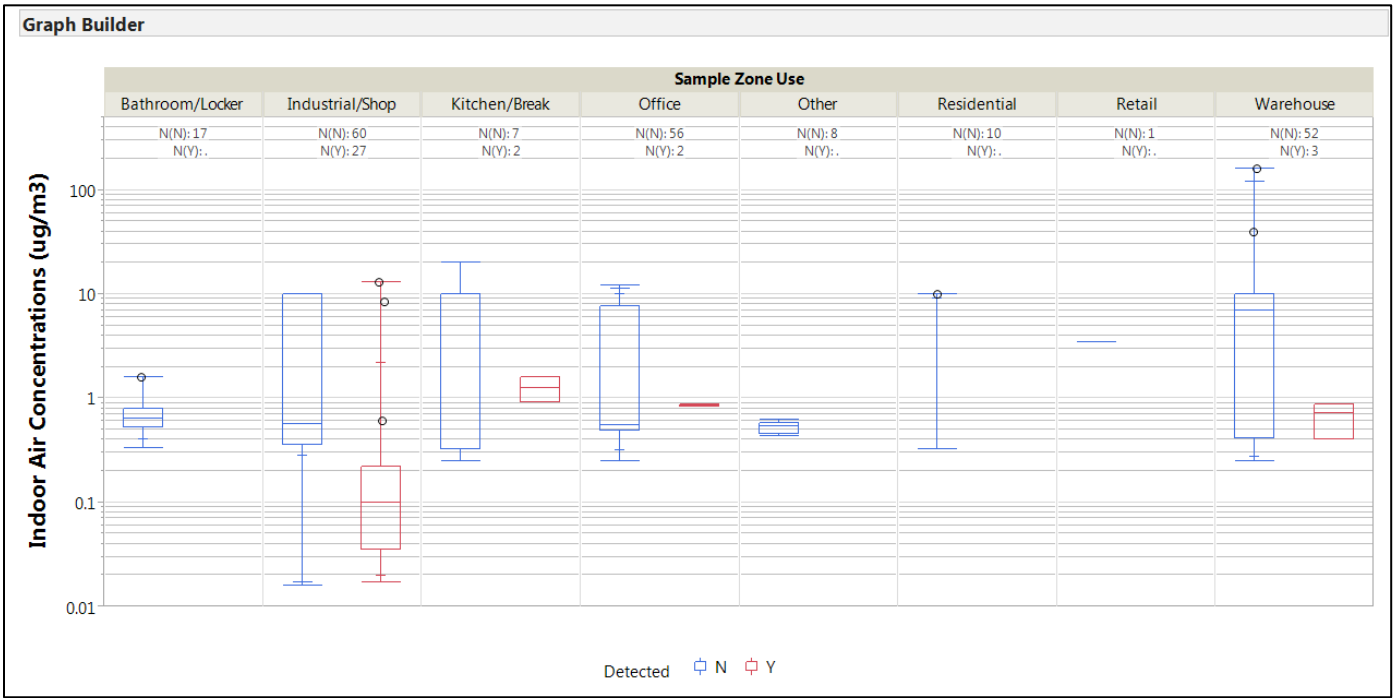 Graph Builder
Sample Zone Use
Bathroom/Locker Industrial/Shop Kitchen/Break Office Other Residential Retail Warehouse
N(N): 17 N(N): 60 N(N): 7 N(N): 56 N(N): 8 N(N): 10 N(N): 1 N(N): 52
N(Y): . N(Y): 27 N(Y): 2 N(Y): 2 N(Y): . N(Y): . N(Y): . N(Y): 3
Indoor Air Concentrations (ug/m3)
100
10
1
0.1
0.01
Detected N Y